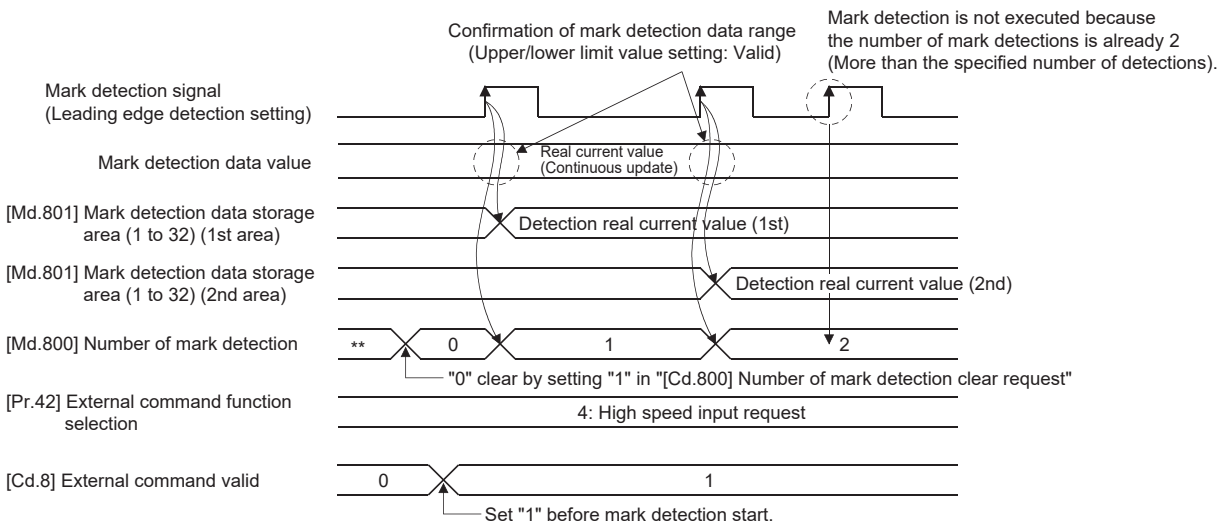 Confirmation of mark detection data range
(Upper/lower limit value setting: Valid)
Mark detection is not executed because
the number of mark detections is already 2
(More than the specified number of detections).
Mark detection signal
(Leading edge detection setting)
Mark detection data value
Real current value
(Continuous update)
[Md.801] Mark detection data storage
area (1 to 32) (1st area)
Detection real current value (1st)
[Md.801] Mark detection data storage
area (1 to 32) (2nd area)
Detection real current value (2nd)
[Md.800] Number of mark detection
** 0 1 2
"0" clear by setting "1" in "[Cd.800] Number of mark detection clear request"
[Pr.42] External command function
selection
4: High speed input request
[Cd.8] External command valid
0 1
Set "1" before mark detection start.